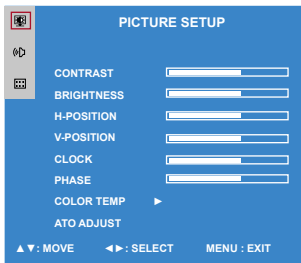 PICTURE SETUP
CONTRAST
BRIGHTNESS
H-POSITION
V-POSITION
CLOCK
PHASE
COLOR TEMP ►
ATO ADJUST
▲▼: MOVE ◄►: SELECT MENU : EXIT